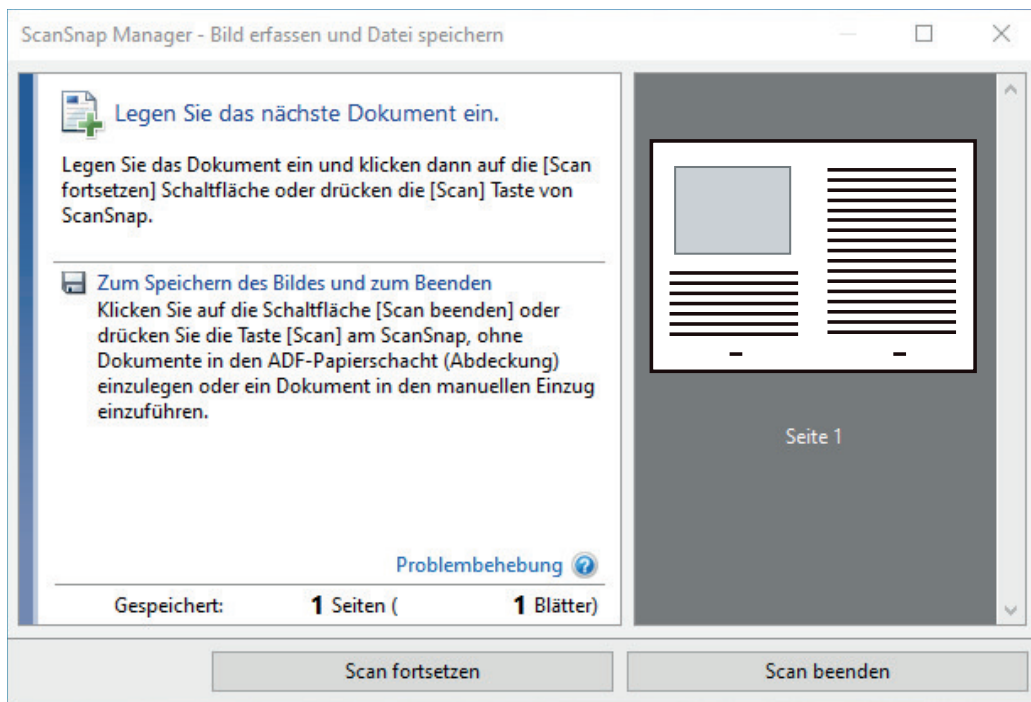 ScanSnap Manager - Bild erfassen und Datei speichern
Legen Sie das nächste Dokument ein.
Legen Sie das Dokument ein und klicken dann auf die [Scan
fortsetzen] Schaltfläche oder drücken die [Scan] Taste von
ScanSnap.
Zum Speichern des Bildes und zum Beenden
Klicken Sie auf die Schaltfläche [Scan beenden] oder
drücken Sie die Taste [Scan] am ScanSnap, ohne
Dokumente in den ADF-Papierschacht (Abdeckung)
einzulegen oder ein Dokument in den manuellen Einzug
einzuführen.
Problembehebung
Gespeichert: 1 Seiten ( 1 Blätter)
Seite 1
Scan fortsetzen
Scan beenden